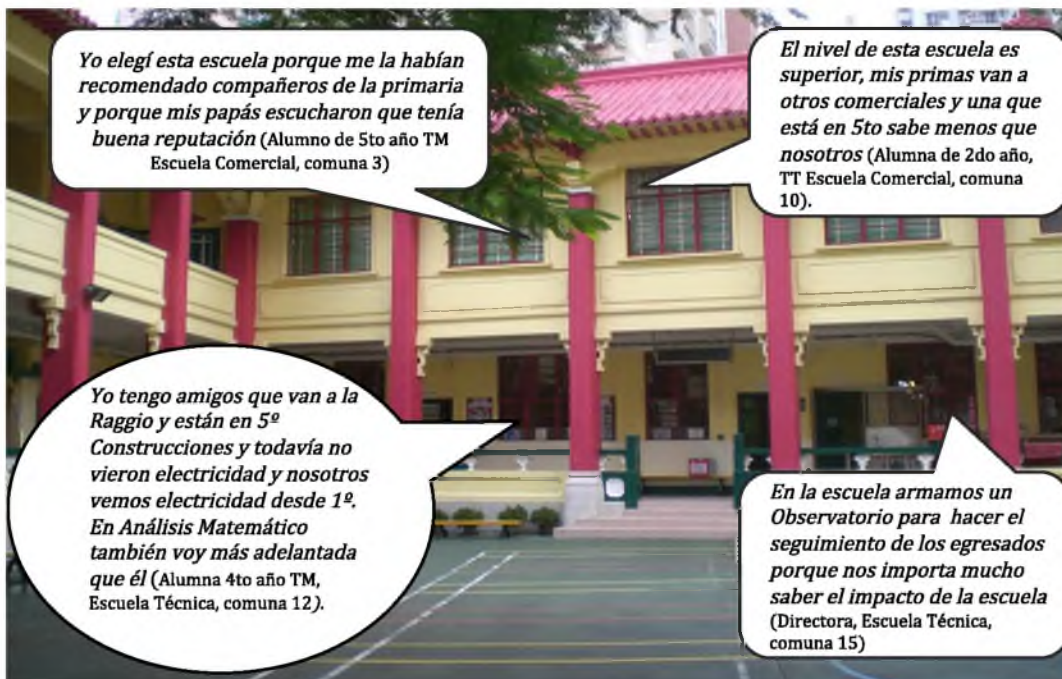 Yo elegí esta escuela porque me la habían
recomendado compañeros de la primaria
y porque mis papás escucharon que tenía
buena reputación (Alumno de 5to año TM
Escuela Comercial, comuna 3)
El nivel de esta escuela es
superior, mis primas van a
otros comerciales y una que
está en 5to sabe menos que
nosotros (Alumna de 2do año,
TT Escuela Comercial, comuna
10).
Yo tengo amigos que van a la
Raggio y están en 5º
Construcciones y todavía no
vieron electricidad y nosotros
vemos electricidad desde 1º.
En Análisis Matemático
también voy más adelantada
que él (Alumna 4to año TM,
Escuela Técnica, comuna 12).
En la escuela armamos un
Observatorio para hacer el
seguimiento de los egresados
porque nos importa mucho
saber el impacto de la escuela
(Directora, Escuela Técnica,
comuna 15)